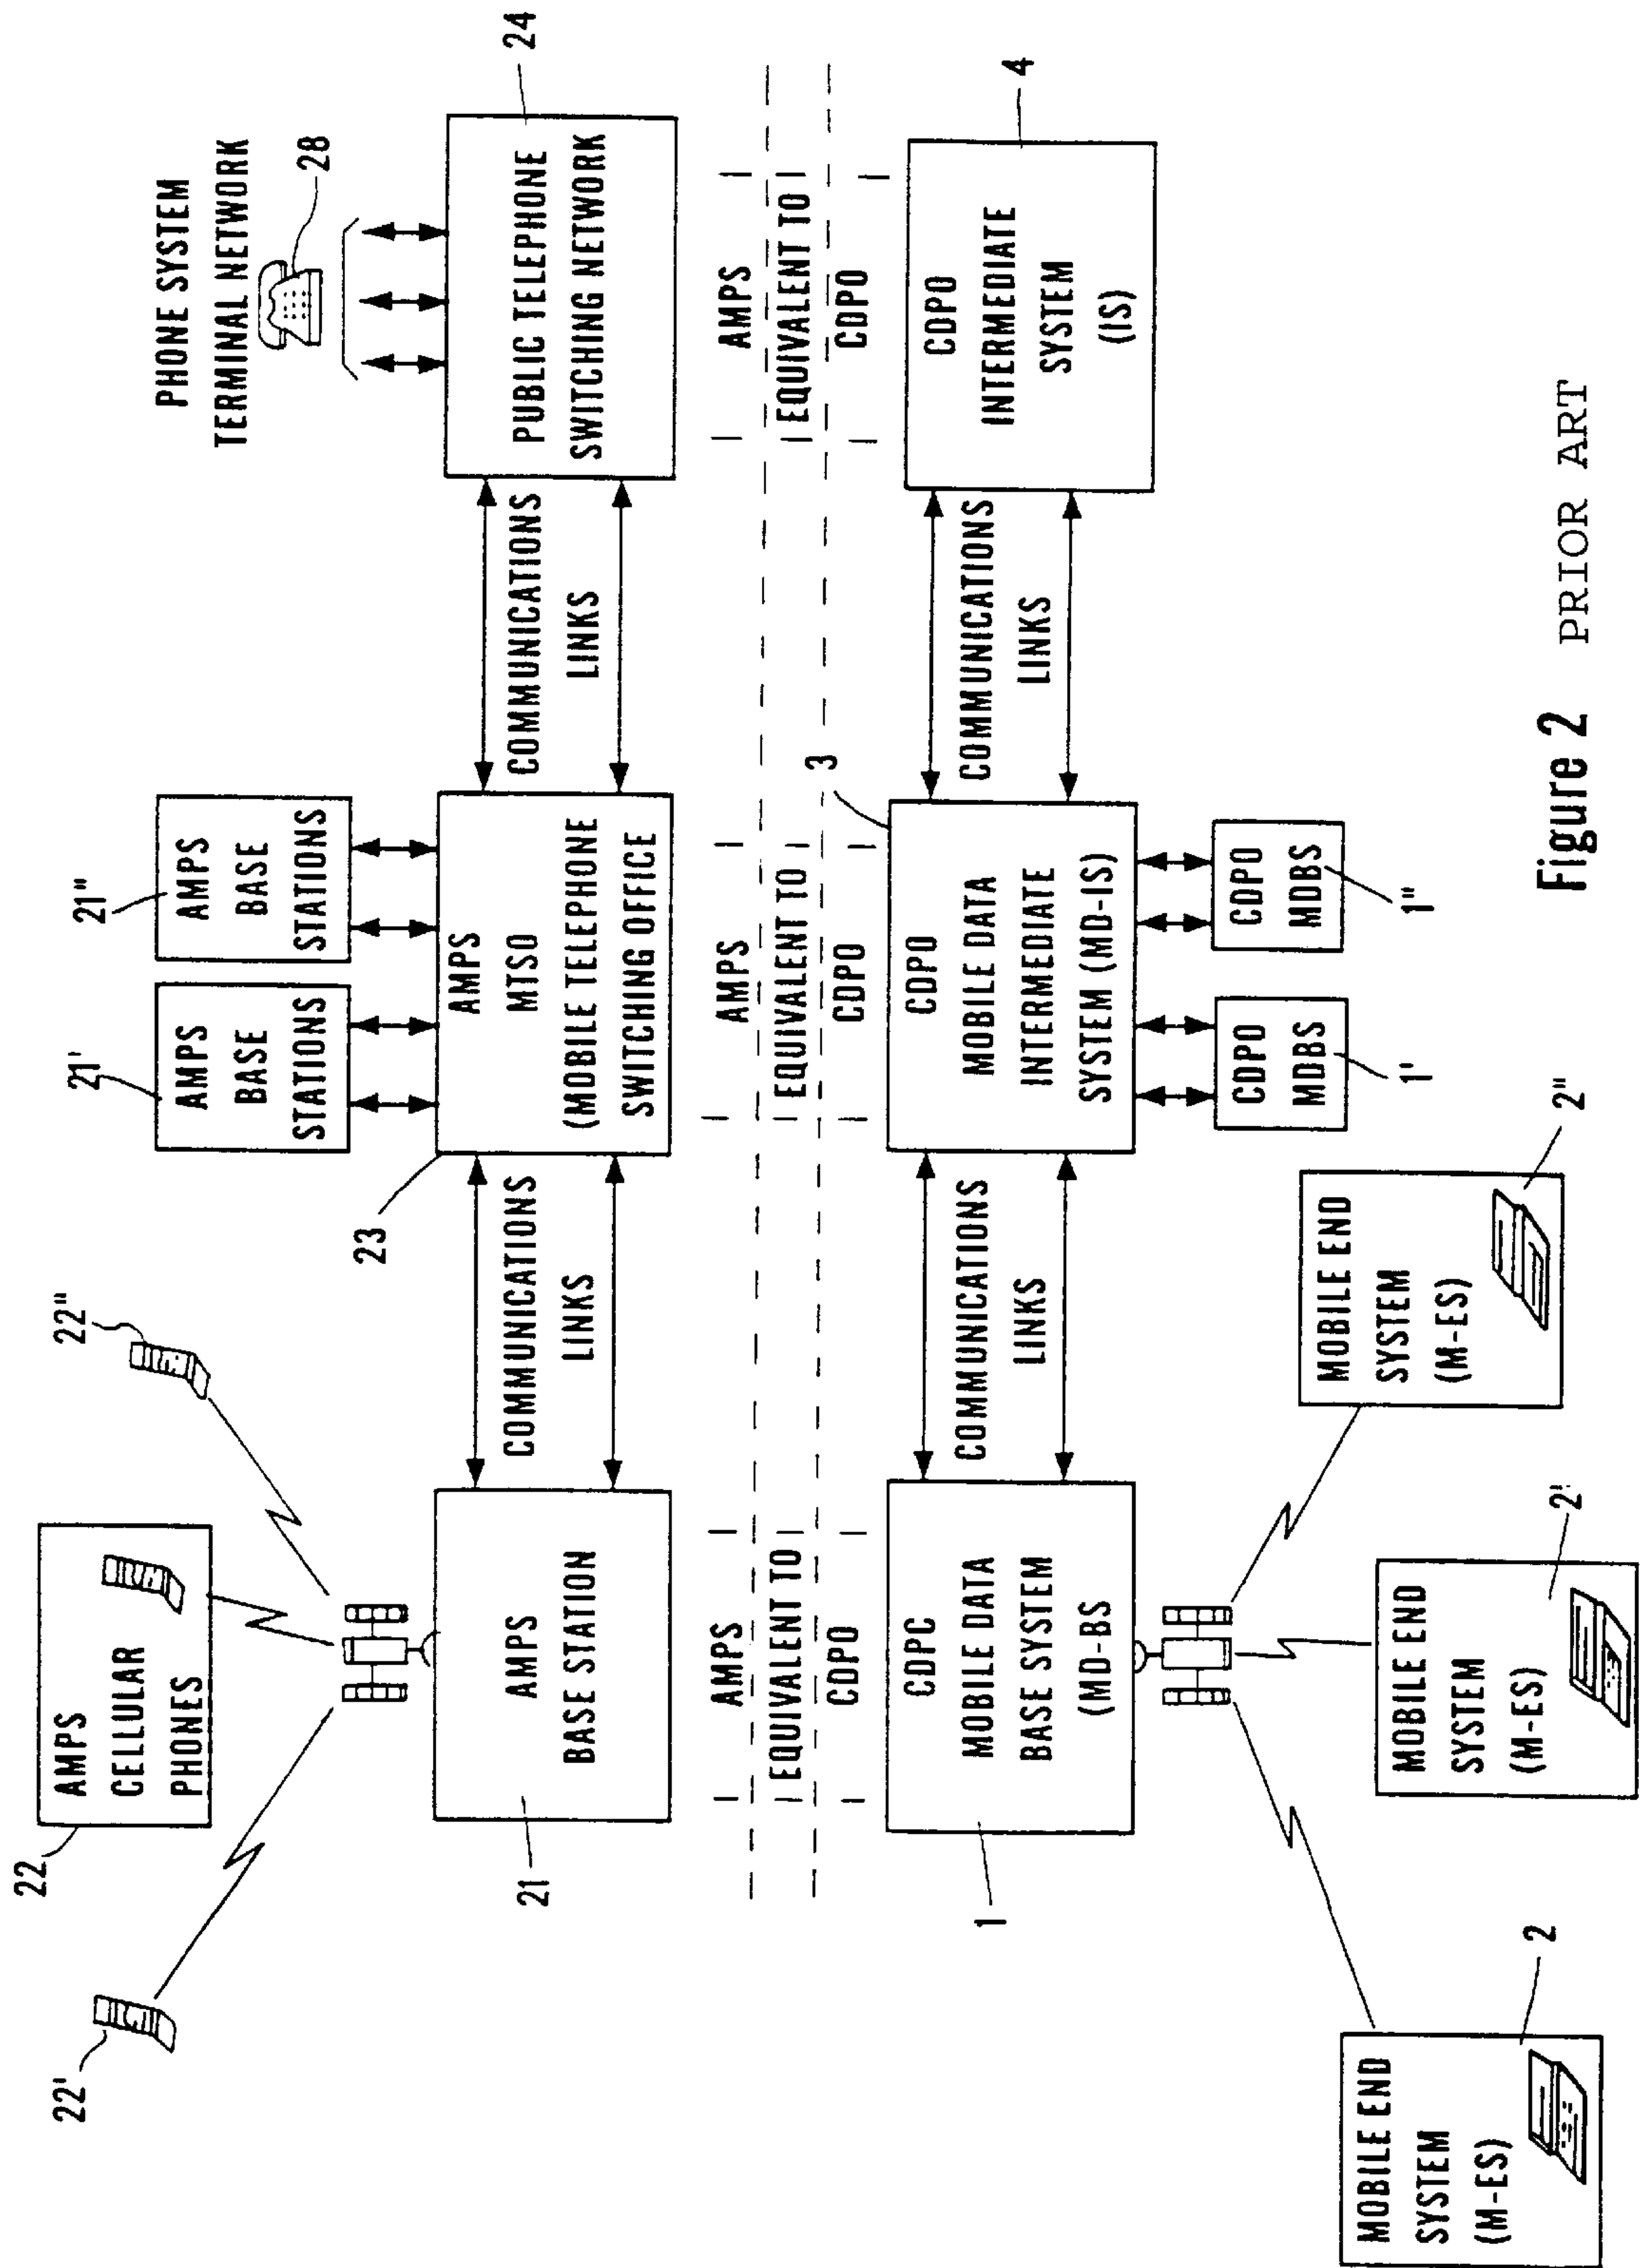 22'
22
AMPS
CELLULAR
PHONES
22"
21'
AMPS
BASE
STATIONS
21"
AMPS
BASE
STATIONS
PHONE SYSTEM
TERMINAL NETWORK
28
21
AMPS
BASE STATION
COMMUNICATIONS
LINKS
23
AMPS
MTSO
(MOBILE TELEPHONE
SWITCHING OFFICE
COMMUNICATIONS
LINKS
24
PUBLIC TELEPHONE
SWITCHING NETWORK
AMPS
EQUIVALENT TO
CDPO
AMPS
EQUIVALENT TO
CDPO
AMPS
EQUIVALENT TO
CDPO
1
CDPC
MOBILE DATA
BASE SYSTEM
(MD-BS)
COMMUNICATIONS
LINKS
3
CDPO
MOBILE DATA
INTERMEDIATE
SYSTEM (MD-IS)
COMMUNICATIONS
LINKS
4
CDPO
INTERMEDIATE
SYSTEM
(IS)
CDPO
MDBS
1'
CDPO
MDBS
1"
MOBILE END
SYSTEM
(M-ES)
2
MOBILE END
SYSTEM
(M-ES)
2'
MOBILE END
SYSTEM
(M-ES)
2"
Figure 2 PRIOR ART